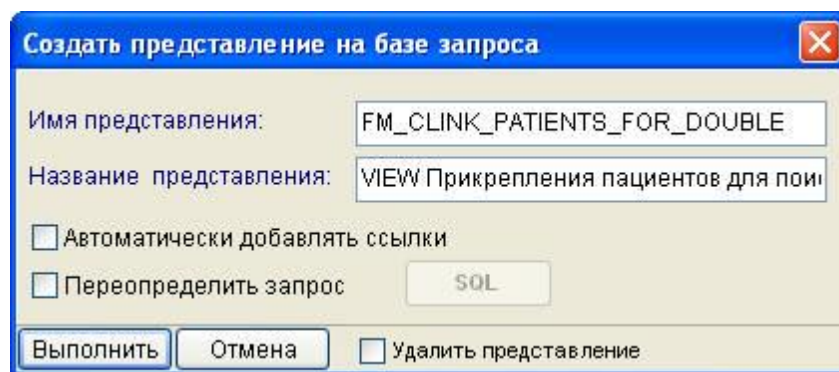 Создать представление на базе запроса
Имя представления: FM_CLINK_PATIENTS_FOR_DOUBLE
Название представления: VIEW Прикрепления пациентов для пои
Автоматически добавлять ссылки
Переопределить запрос SQL
Выполнить Отмена Удалить представление